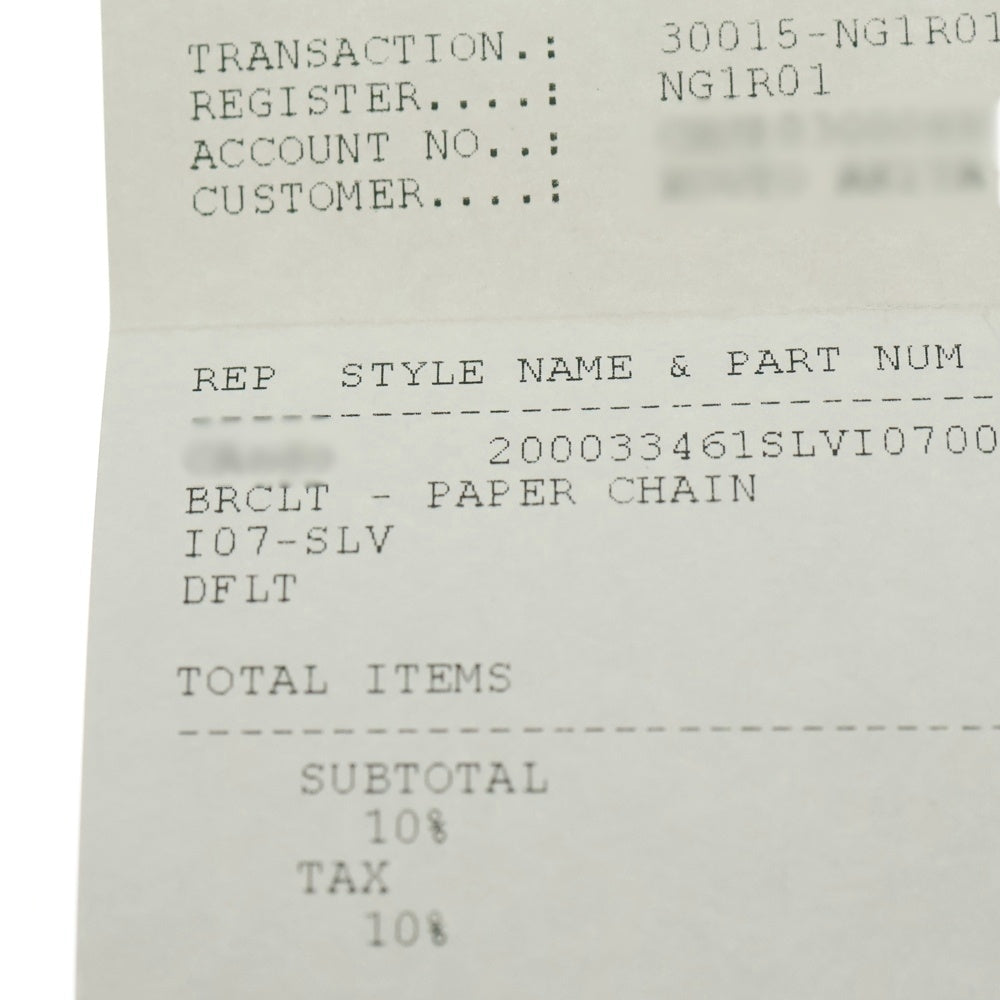 TRANSACTION.: 30015-NG1R01
REGISTER....: NG1R01
ACCOUNT NO..:
CUSTOMER....:
REP STYLE NAME & PART NUM
200033461SLVI0700
BRCLT - PAPER CHAIN
I07-SLV
DFLT
TOTAL ITEMS
SUBTOTAL
10%
TAX
10%